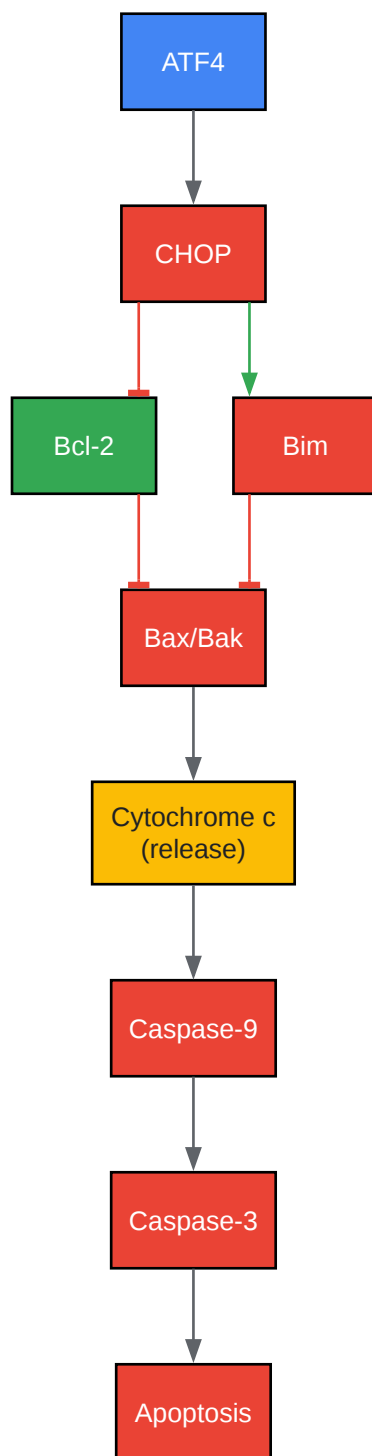 ATF4
CHOP
Bcl-2
Bim
Bax/Bak
Cytochrome c
(release)
Caspase-9
Caspase-3
Apoptosis